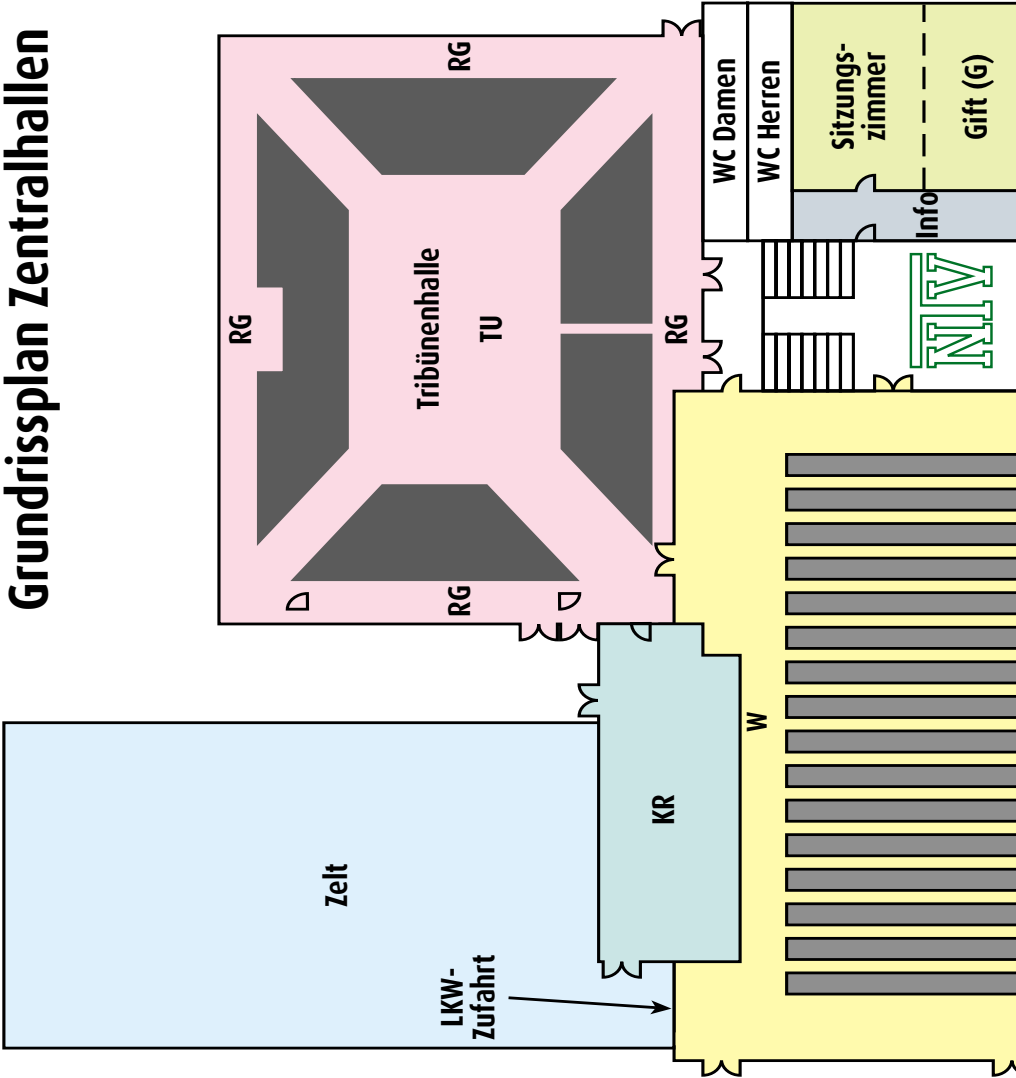 Grundrissplan Zentralhallen
RG
Zelt
Tribünenhalle
LKW-
Zufahrt
RG
RG
TU
KR
RG
WC Damen
W
WC Herren
Sitzungs-
zimmer
Info
NTV
Gift (G)